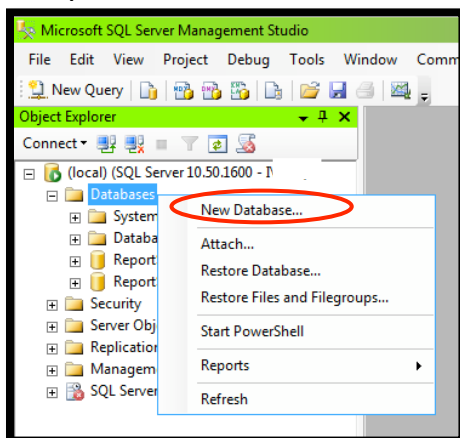 Microsoft SQL Server Management Studio
File Edit View Project Debug Tools Window Comm
New Query
Object Explorer
Connect
(local) (SQL Server 10.50.1600 -
Databases
New Database...
System
Databa
Attach...
Report
Restore Database...
Report
Restore Files and Filegroups...
Security
Server Obj
Start PowerShell
Replication
Managem
Reports
SQL Server
Refresh